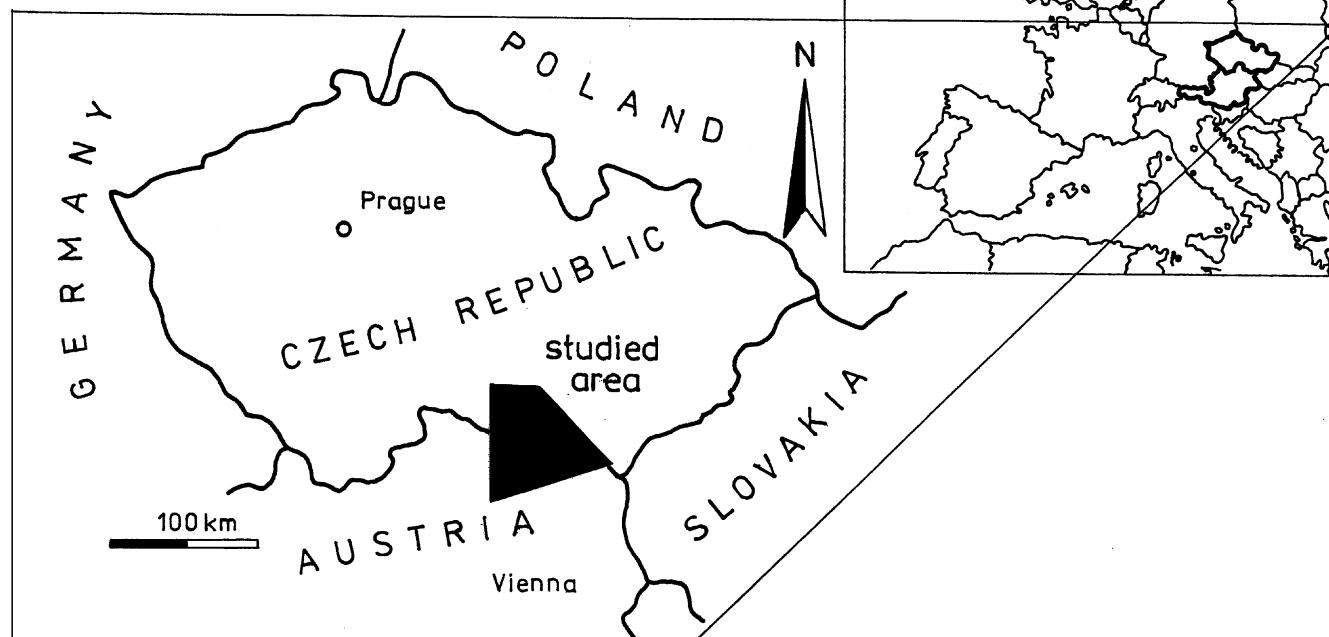 POLAND
N
GERMANY
Prague
CZECH REPUBLIC
studied
area
SLOVAKIA
100 km
AUSTRIA
Vienna